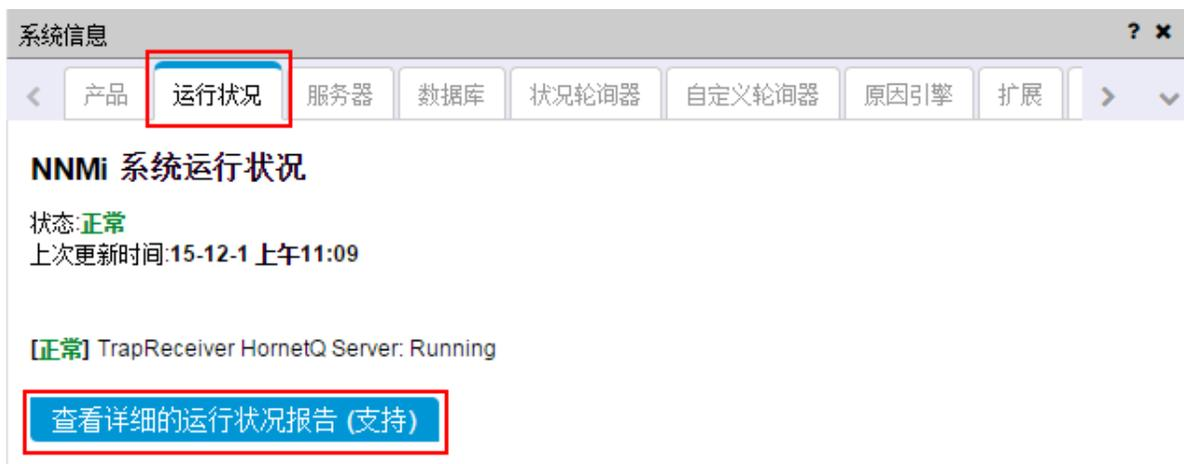 系统信息 ? ×
< 产品 运行状况 服务器 数据库 状况轮询器 自定义轮询器 原因引擎 扩展 >
NNMi 系统运行状况
状态:正常
上次更新时间:15-12-1 上午11:09
[正常] TrapReceiver HornetQ Server: Running
查看详细的运行状况报告 (支持)